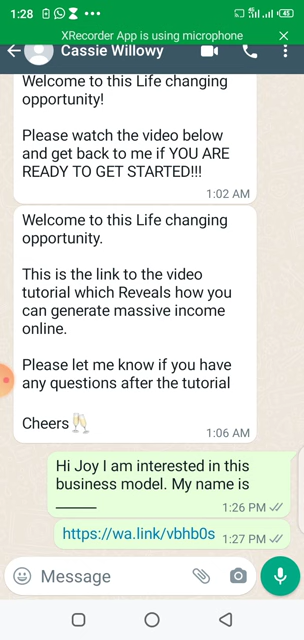 1:28 45
XRecorder App is using microphone
Cassie Willowy
Welcome to this Life changing
opportunity!
Please watch the video below
and get back to me if YOU ARE
READY TO GET STARTED!!!
1:02 AM
Welcome to this Life changing
opportunity.
This is the link to the video
tutorial which Reveals how you
can generate massive income
online.
Please let me know if you have
any questions after the tutorial
Cheers🥂
1:06 AM
Hi Joy I am interested in this
business model. My name is
______
1:26 PM
https://wa.link/vbhb0s 1:27 PM
Message